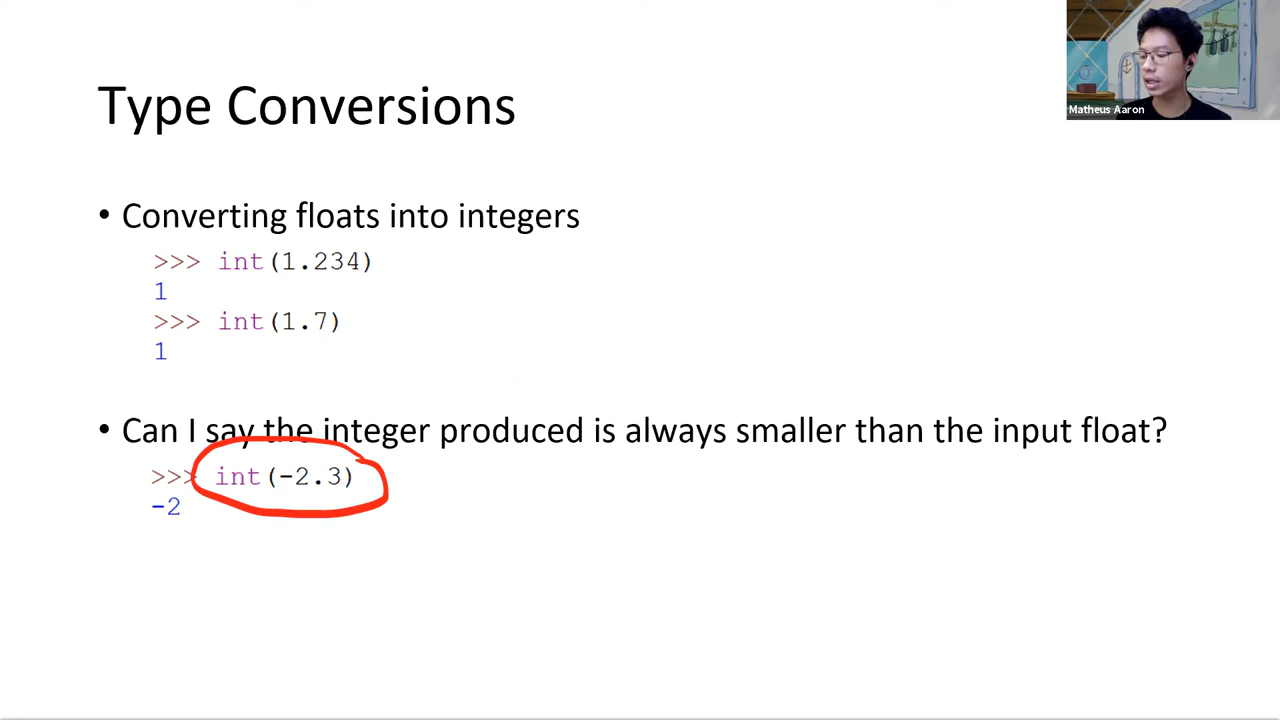 Matheus Aaron
Type Conversions
• Converting floats into integers
>>> int(1.234)
1
>>> int(1.7)
1
• Can I say the integer produced is always smaller than the input float?
>>> int(-2.3)
-2